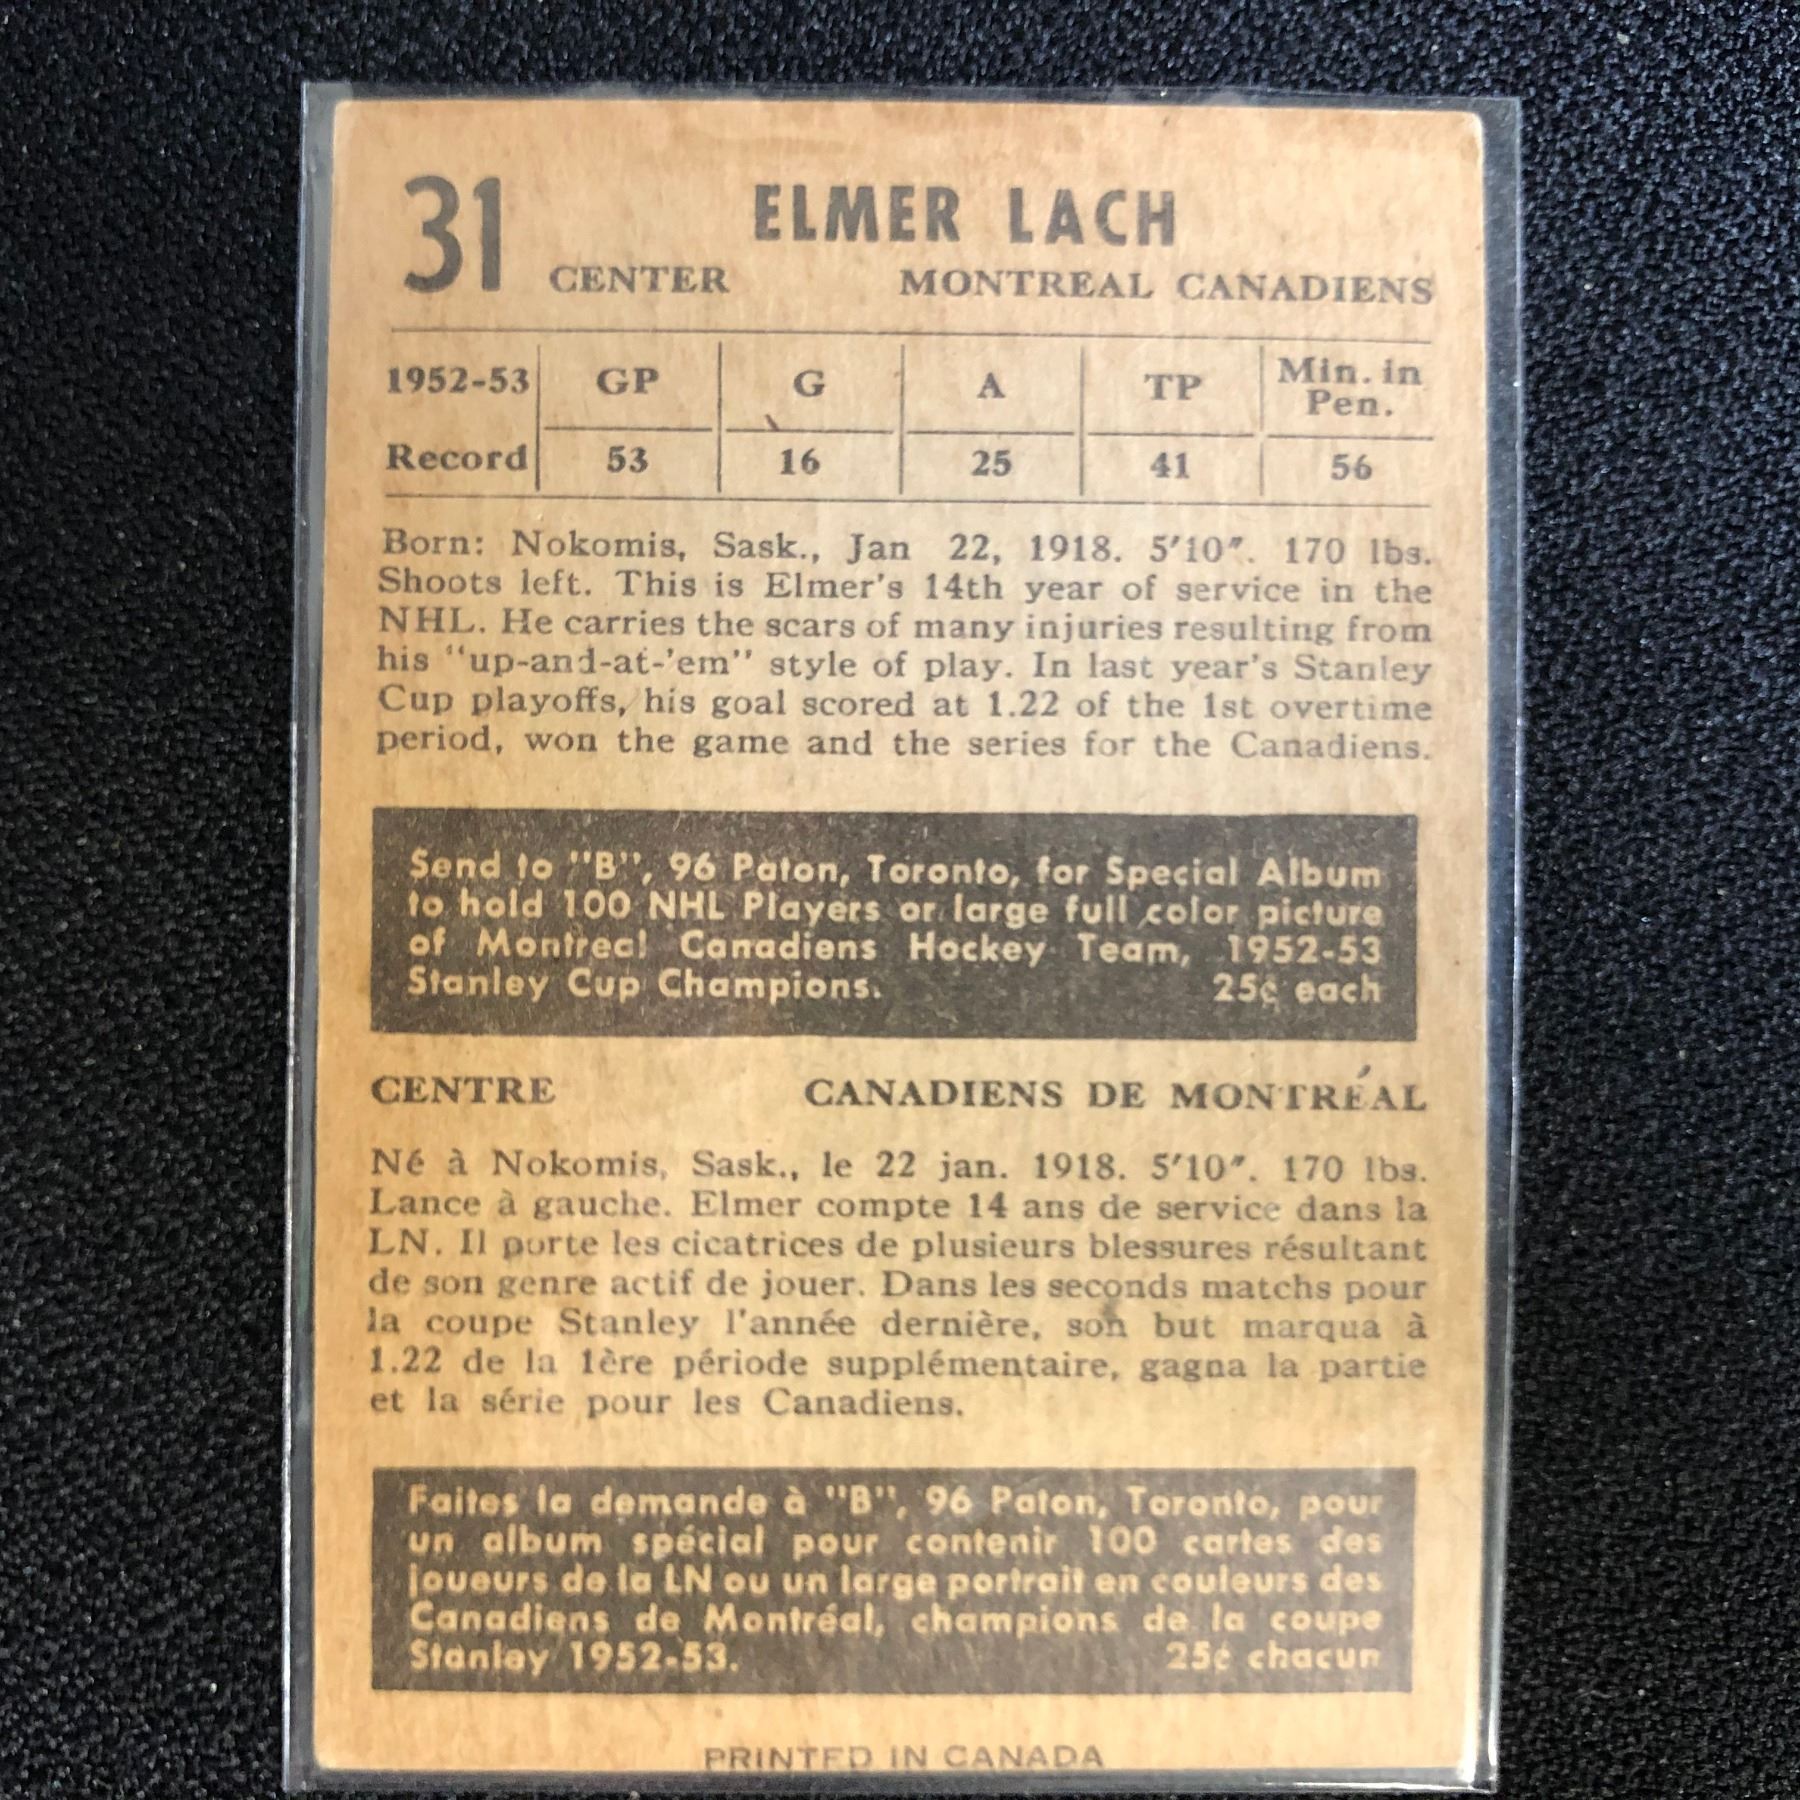 31 ELMER LACH
CENTER MONTREAL CANADIENS
1952-53 GP G A TP Min. in Pen.
Record 53 16 25 41 56
Born: Nokomis, Sask., Jan 22, 1918. 5'10". 170 lbs.
Shoots left. This is Elmer's 14th year of service in the
NHL. He carries the scars of many injuries resulting from
his "up-and-at-'em" style of play. In last year's Stanley
Cup playoffs, his goal scored at 1.22 of the 1st overtime
period, won the game and the series for the Canadiens.
Send to "B", 96 Paton, Toronto, for Special Album
to hold 100 NHL Players or large full color picture
of Montreal Canadiens Hockey Team, 1952-53
Stanley Cup Champions. 25¢ each
CENTRE CANADIENS DE MONTRÉAL
Né à Nokomis, Sask., le 22 jan. 1918. 5'10". 170 lbs.
Lance à gauche. Elmer compte 14 ans de service dans la
LN. Il porte les cicatrices de plusieurs blessures résultant
de son genre actif de jouer. Dans les seconds matchs pour
la coupe Stanley l'année dernière, son but marqua à
1.22 de la 1ère période supplémentaire, gagna la partie
et la série pour les Canadiens.
Faites la demande à "B", 96 Paton, Toronto, pour
un album spécial pour contenir 100 cartes des
joueurs de la LN ou un large portrait en couleurs des
Canadiens de Montréal, champions de la coupe
Stanley 1952-53. 25¢ chacun
PRINTED IN CANADA